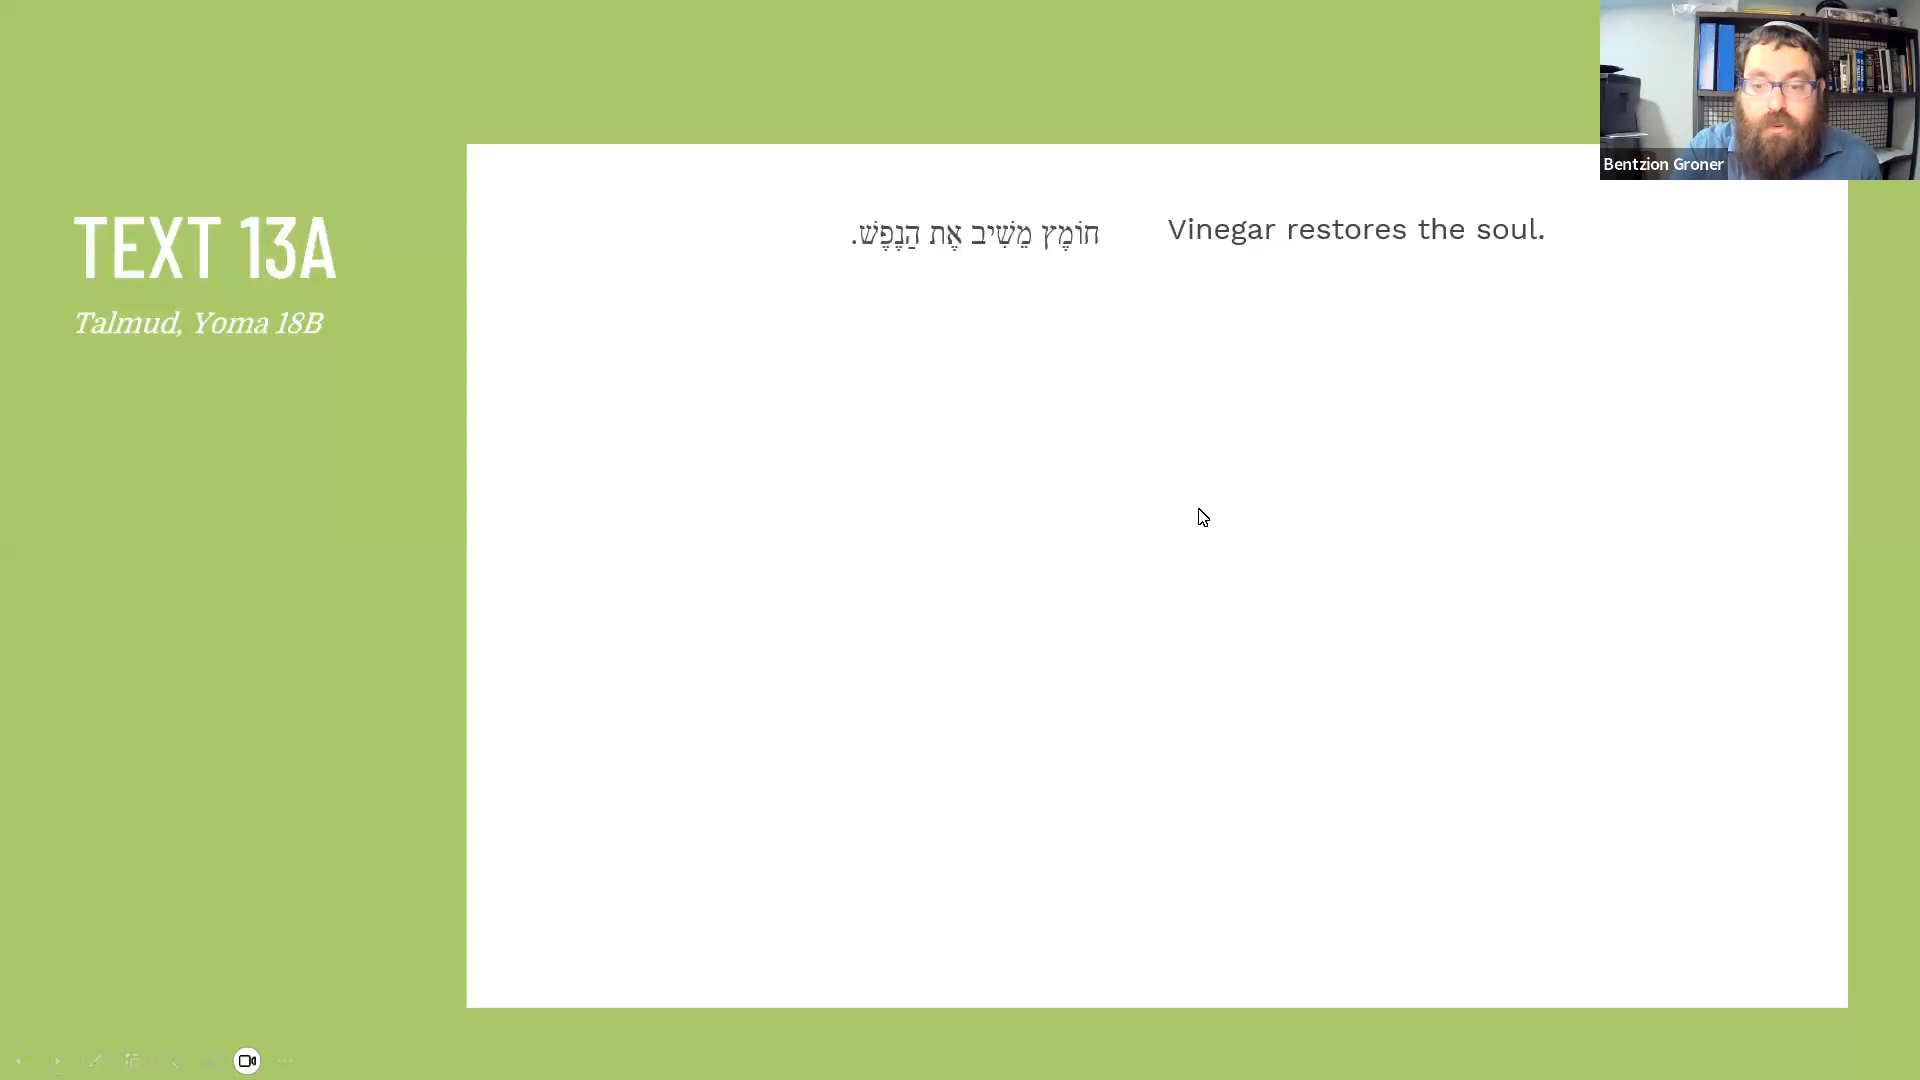 TEXT 13A
Talmud, Yoma 18B
חוֹמֶץ מֵשִׁיב אֶת הַנֶפֶשׁ.
Vinegar restores the soul.
Bentzion Groner